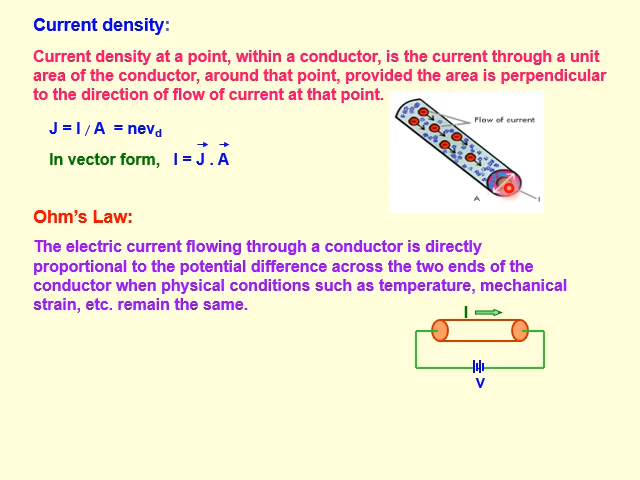 Current density:
Current density at a point, within a conductor, is the current through a unit
area of the conductor, around that point, provided the area is perpendicular
to the direction of flow of current at that point.
Flow of current
J = I / A = nevd
In vector form, I = J . A
A
I
Ohm's Law:
The electric current flowing through a conductor is directly
proportional to the potential difference across the two ends of the
conductor when physical conditions such as temperature, mechanical
strain, etc. remain the same.
I
V